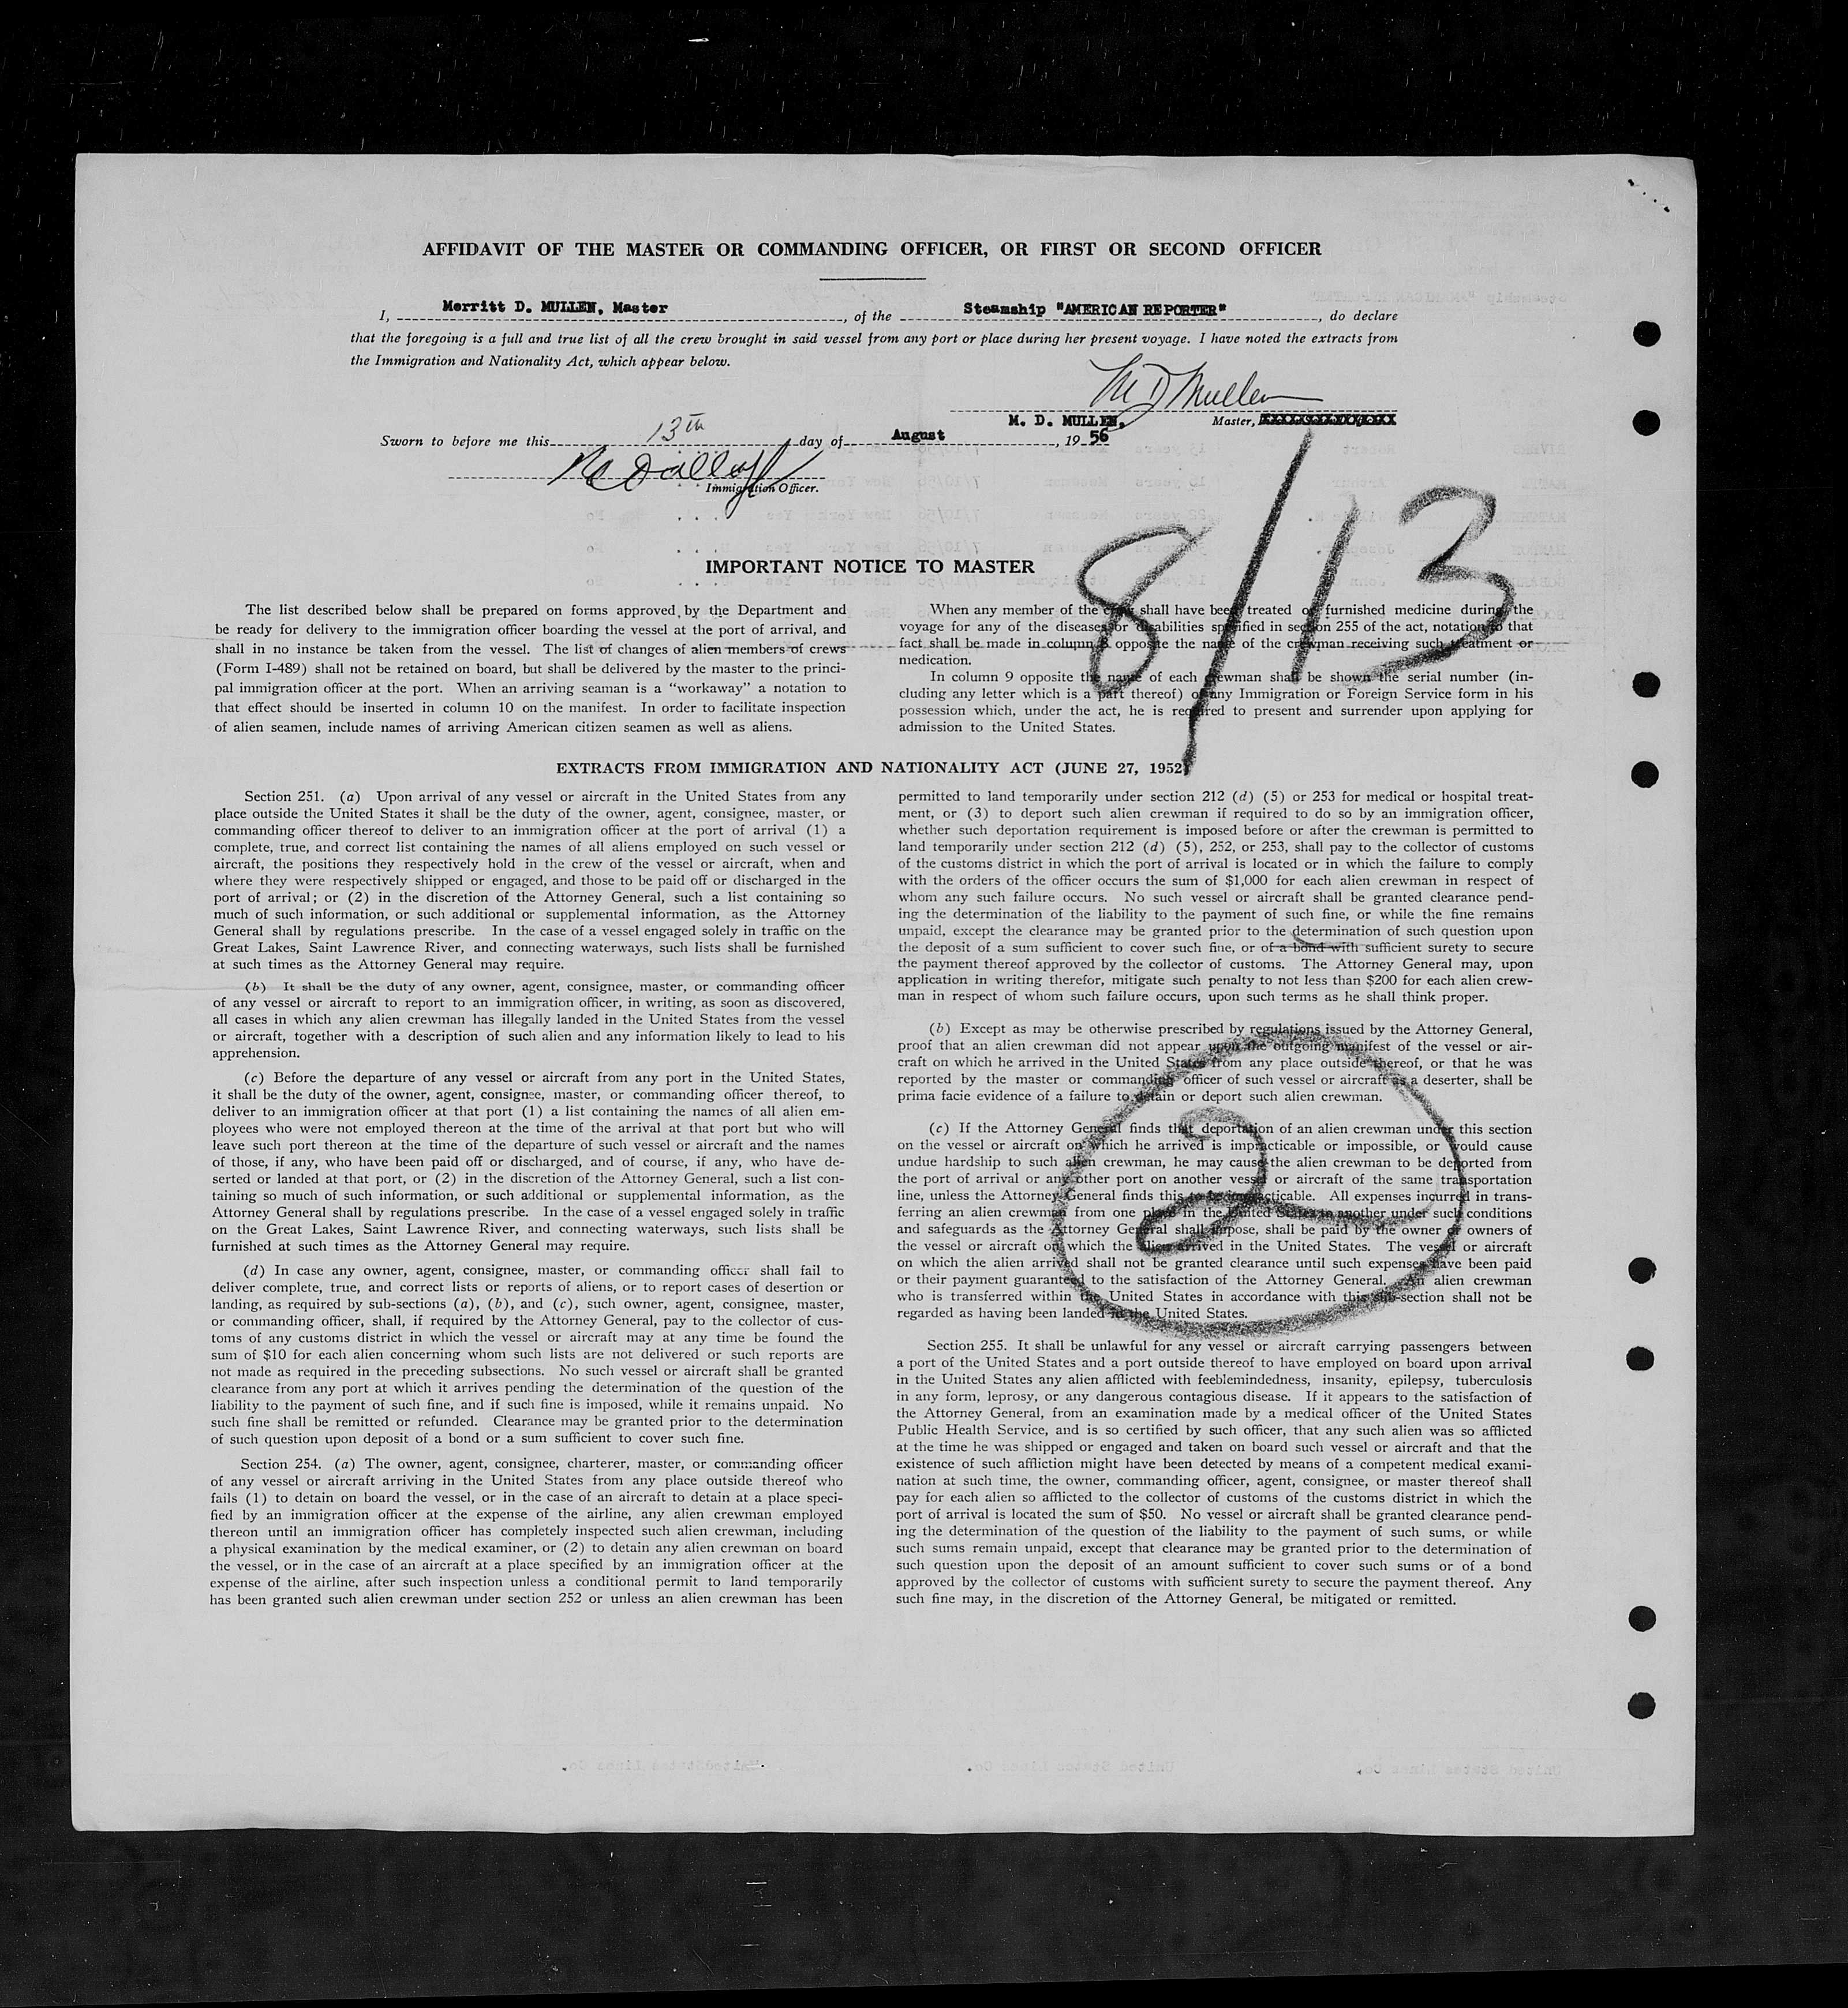 AFFIDAVIT OF THE MASTER OR COMMANDING OFFICER, OR FIRST OR SECOND OFFICER
I, Merritt D. MULLEN, Master, of the Steamship "AMERICAN REPORTER", do declare
that the foregoing is a full and true list of all the crew brought in said vessel from any port or place during her present voyage. I have noted the extracts from
the Immigration and Nationality Act, which appear below.
M D Mullen
M. D. MULLEN, Master,
Sworn to before me this 13th day of August, 19 56
Immigration Officer.
8/13
IMPORTANT NOTICE TO MASTER
The list described below shall be prepared on forms approved by the Department and
be ready for delivery to the immigration officer boarding the vessel at the port of arrival, and
shall in no instance be taken from the vessel. The list of changes of alien members of crews
(Form I-489) shall not be retained on board, but shall be delivered by the master to the princi-
pal immigration officer at the port. When an arriving seaman is a "workaway" a notation to
that effect should be inserted in column 10 on the manifest. In order to facilitate inspection
of alien seamen, include names of arriving American citizen seamen as well as aliens.
When any member of the crew shall have been treated or furnished medicine during the
voyage for any of the diseases or disabilities specified in section 255 of the act, notation to that
fact shall be made in column 8 opposite the name of the crewman receiving such treatment or
medication.
In column 9 opposite the name of each crewman shall be shown the serial number (in-
cluding any letter which is a part thereof) of any Immigration or Foreign Service form in his
possession which, under the act, he is required to present and surrender upon applying for
admission to the United States.
EXTRACTS FROM IMMIGRATION AND NATIONALITY ACT (JUNE 27, 1952)
Section 251. (a) Upon arrival of any vessel or aircraft in the United States from any
place outside the United States it shall be the duty of the owner, agent, consignee, master, or
commanding officer thereof to deliver to an immigration officer at the port of arrival (1) a
complete, true, and correct list containing the names of all aliens employed on such vessel or
aircraft, the positions they respectively hold in the crew of the vessel or aircraft, when and
where they were respectively shipped or engaged, and those to be paid off or discharged in the
port of arrival; or (2) in the discretion of the Attorney General, such a list containing so
much of such information, or such additional or supplemental information, as the Attorney
General shall by regulations prescribe. In the case of a vessel engaged solely in traffic on the
Great Lakes, Saint Lawrence River, and connecting waterways, such lists shall be furnished
at such times as the Attorney General may require.
(b) It shall be the duty of any owner, agent, consignee, master, or commanding officer
of any vessel or aircraft to report to an immigration officer, in writing, as soon as discovered,
all cases in which any alien crewman has illegally landed in the United States from the vessel
or aircraft, together with a description of such alien and any information likely to lead to his
apprehension.
(c) Before the departure of any vessel or aircraft from any port in the United States,
it shall be the duty of the owner, agent, consignee, master, or commanding officer thereof, to
deliver to an immigration officer at that port (1) a list containing the names of all alien em-
ployees who were not employed thereon at the time of the arrival at that port but who will
leave such port thereon at the time of the departure of such vessel or aircraft and the names
of those, if any, who have been paid off or discharged, and of course, if any, who have de-
serted or landed at that port, or (2) in the discretion of the Attorney General, such a list con-
taining so much of such information, or such additional or supplemental information, as the
Attorney General shall by regulations prescribe. In the case of a vessel engaged solely in traffic
on the Great Lakes, Saint Lawrence River, and connecting waterways, such lists shall be
furnished at such times as the Attorney General may require.
(d) In case any owner, agent, consignee, master, or commanding officer shall fail to
deliver complete, true, and correct lists or reports of aliens, or to report cases of desertion or
landing, as required by sub-sections (a), (b), and (c), such owner, agent, consignee, master,
or commanding officer, shall, if required by the Attorney General, pay to the collector of cus-
toms of any customs district in which the vessel or aircraft may at any time be found the
sum of $10 for each alien concerning whom such lists are not delivered or such reports are
not made as required in the preceding subsections. No such vessel or aircraft shall be granted
clearance from any port at which it arrives pending the determination of the question of the
liability to the payment of such fine, and if such fine is imposed, while it remains unpaid. No
such fine shall be remitted or refunded. Clearance may be granted prior to the determination
of such question upon deposit of a bond or a sum sufficient to cover such fine.
Section 254. (a) The owner, agent, consignee, charterer, master, or commanding officer
of any vessel or aircraft arriving in the United States from any place outside thereof who
fails (1) to detain on board the vessel, or in the case of an aircraft to detain at a place speci-
fied by an immigration officer at the expense of the airline, any alien crewman employed
thereon until an immigration officer has completely inspected such alien crewman, including
a physical examination by the medical examiner, or (2) to detain any alien crewman on board
the vessel, or in the case of an aircraft at a place specified by an immigration officer at the
expense of the airline, after such inspection unless a conditional permit to land temporarily
has been granted such alien crewman under section 252 or unless an alien crewman has been
permitted to land temporarily under section 212 (d) (5) or 253 for medical or hospital treat-
ment, or (3) to deport such alien crewman if required to do so by an immigration officer,
whether such deportation requirement is imposed before or after the crewman is permitted to
land temporarily under section 212 (d) (5), 252, or 253, shall pay to the collector of customs
of the customs district in which the port of arrival is located or in which the failure to comply
with the orders of the officer occurs the sum of $1,000 for each alien crewman in respect of
whom any such failure occurs. No such vessel or aircraft shall be granted clearance pend-
ing the determination of the liability to the payment of such fine, or while the fine remains
unpaid, except the clearance may be granted prior to the determination of such question upon
the deposit of a sum sufficient to cover such fine, or of a bond with sufficient surety to secure
the payment thereof approved by the collector of customs. The Attorney General may, upon
application in writing therefor, mitigate such penalty to not less than $200 for each alien crew-
man in respect of whom such failure occurs, upon such terms as he shall think proper.
(b) Except as may be otherwise prescribed by regulations issued by the Attorney General,
proof that an alien crewman did not appear upon the outgoing manifest of the vessel or air-
craft on which he arrived in the United States from any place outside thereof, or that he was
reported by the master or commanding officer of such vessel or aircraft as a deserter, shall be
prima facie evidence of a failure to detain or deport such alien crewman.
(c) If the Attorney General finds that deportation of an alien crewman under this section
on the vessel or aircraft on which he arrived is impracticable or impossible, or would cause
undue hardship to such alien crewman, he may cause the alien crewman to be deported from
the port of arrival or any other port on another vessel or aircraft of the same transportation
line, unless the Attorney General finds this to be impracticable. All expenses incurred in trans-
ferring an alien crewman from one place in the United States to another under such conditions
and safeguards as the Attorney General shall impose, shall be paid by the owner or owners of
the vessel or aircraft on which the alien arrived in the United States. The vessel or aircraft
on which the alien arrived shall not be granted clearance until such expenses have been paid
or their payment guaranteed to the satisfaction of the Attorney General. An alien crewman
who is transferred within the United States in accordance with this sub-section shall not be
regarded as having been landed in the United States.
2
Section 255. It shall be unlawful for any vessel or aircraft carrying passengers between
a port of the United States and a port outside thereof to have employed on board upon arrival
in the United States any alien afflicted with feeblemindedness, insanity, epilepsy, tuberculosis
in any form, leprosy, or any dangerous contagious disease. If it appears to the satisfaction of
the Attorney General, from an examination made by a medical officer of the United States
Public Health Service, and is so certified by such officer, that any such alien was so afflicted
at the time he was shipped or engaged and taken on board such vessel or aircraft and that the
existence of such affliction might have been detected by means of a competent medical exami-
nation at such time, the owner, commanding officer, agent, consignee, or master thereof shall
pay for each alien so afflicted to the collector of customs of the customs district in which the
port of arrival is located the sum of $50. No vessel or aircraft shall be granted clearance pend-
ing the determination of the question of the liability to the payment of such sums, or while
such sums remain unpaid, except that clearance may be granted prior to the determination of
such question upon the deposit of an amount sufficient to cover such sums or of a bond
approved by the collector of customs with sufficient surety to secure the payment thereof. Any
such fine may, in the discretion of the Attorney General, be mitigated or remitted.